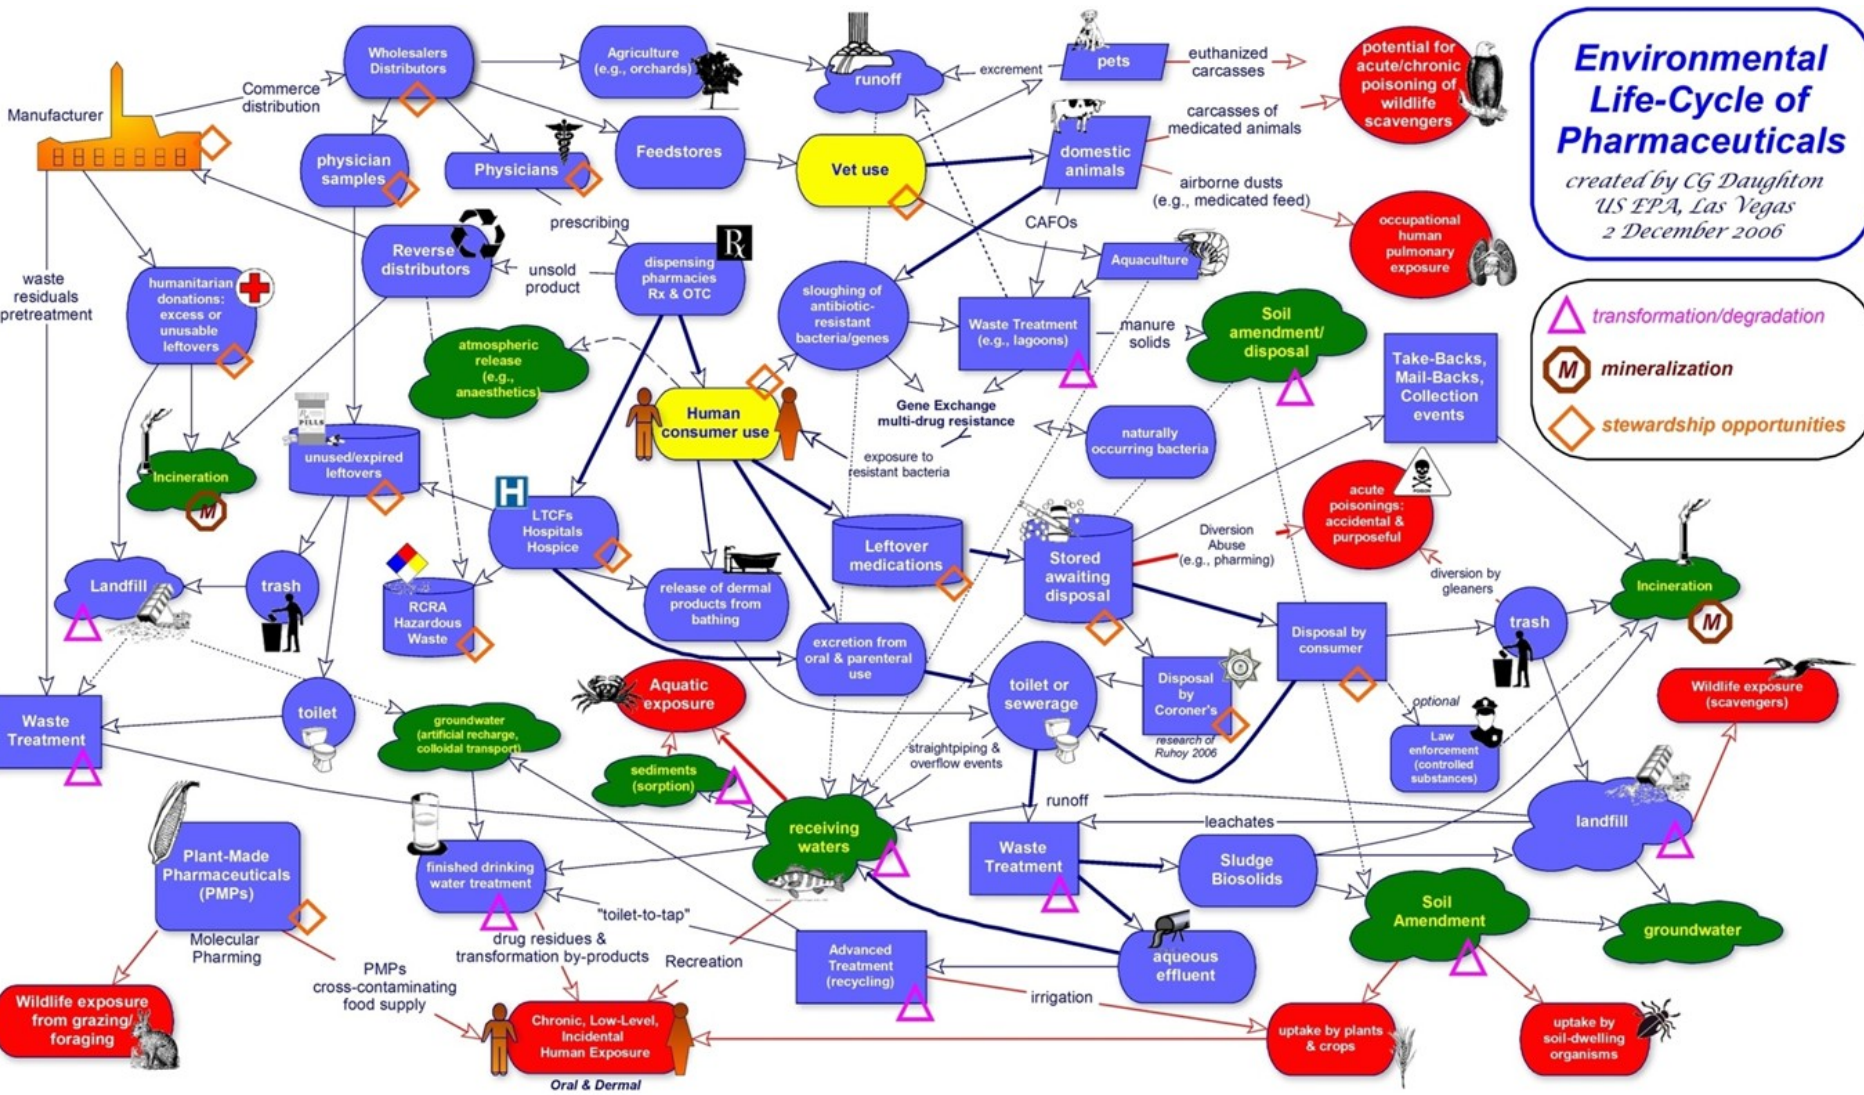 Environmental
Life-Cycle of
Pharmaceuticals
created by CG Daughton
US EPA, Las Vegas
2 December 2006
transformation/degradation
M
mineralization
stewardship opportunities
Manufacturer
Commerce
distribution
Wholesalers
Distributors
Agriculture
(e.g., orchards)
runoff
excrement
pets
euthanized
carcasses
potential for
acute/chronic
poisoning of
wildlife
scavengers
physician
samples
Physicians
Feedstores
Vet use
domestic
animals
carcasses of
medicated animals
airborne dusts
(e.g., medicated feed)
occupational
human
pulmonary
exposure
prescribing
CAFOs
waste
residuals
pretreatment
humanitarian
donations:
excess or
unusable
leftovers
Reverse
distributors
unsold
product
dispensing
pharmacies
Rx & OTC
Rx
sloughing of
antibiotic-
resistant
bacteria/genes
Aquaculture
Waste Treatment
(e.g., lagoons)
manure
solids
Soil
amendment/
disposal
Take-Backs,
Mail-Backs,
Collection
events
atmospheric
release
(e.g.,
anaesthetics)
Human
consumer use
Gene Exchange
multi-drug resistance
exposure to
resistant bacteria
naturally
occurring bacteria
Incineration
M
PILLS
unused/expired
leftovers
H
LTCFs
Hospitals
Hospice
Leftover
medications
Stored
awaiting
disposal
Diversion
Abuse
(e.g., pharming)
acute
poisonings:
accidental &
purposeful
POISON
diversion by
gleaners
Incineration
M
Landfill
trash
RCRA
Hazardous
Waste
release of dermal
products from
bathing
excretion from
oral & parenteral
use
toilet or
sewerage
Disposal
by
Coroner's
research of
Ruhoy 2006
Disposal by
consumer
trash
optional
Law
enforcement
(controlled
substances)
Wildlife exposure
(scavengers)
Waste
Treatment
toilet
groundwater
(artificial recharge,
colloidal transport)
Aquatic
exposure
sediments
(sorption)
straightpiping &
overflow events
receiving
waters
runoff
leachates
landfill
Waste
Treatment
Sludge
Biosolids
Plant-Made
Pharmaceuticals
(PMPs)
Molecular
Pharming
finished drinking
water treatment
"toilet-to-tap"
drug residues &
transformation by-products
Recreation
Advanced
Treatment
(recycling)
aqueous
effluent
irrigation
Soil
Amendment
groundwater
PMPs
cross-contaminating
food supply
Wildlife exposure
from grazing/
foraging
Chronic, Low-Level,
Incidental
Human Exposure
Oral & Dermal
uptake by plants
& crops
uptake by
soil-dwelling
organisms